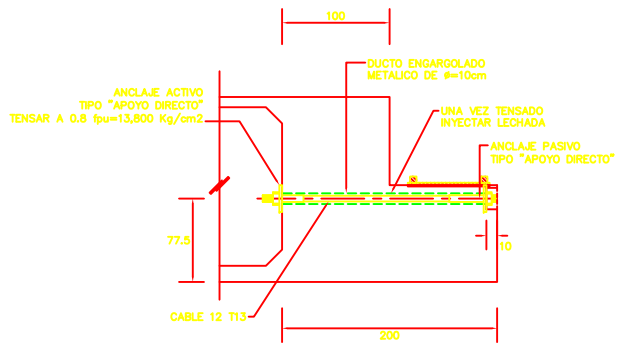 100
DUCTO ENGARGOLADO
METALICO DE ø=10cm
ANCLAJE ACTIVO
TIPO "APOYO DIRECTO"
TENSAR A 0.8 fpu=13,800 Kg/cm2
UNA VEZ TENSADO
INYECTAR LECHADA
ANCLAJE PASIVO
TIPO "APOYO DIRECTO"
77.5
10
CABLE 12 T13
200